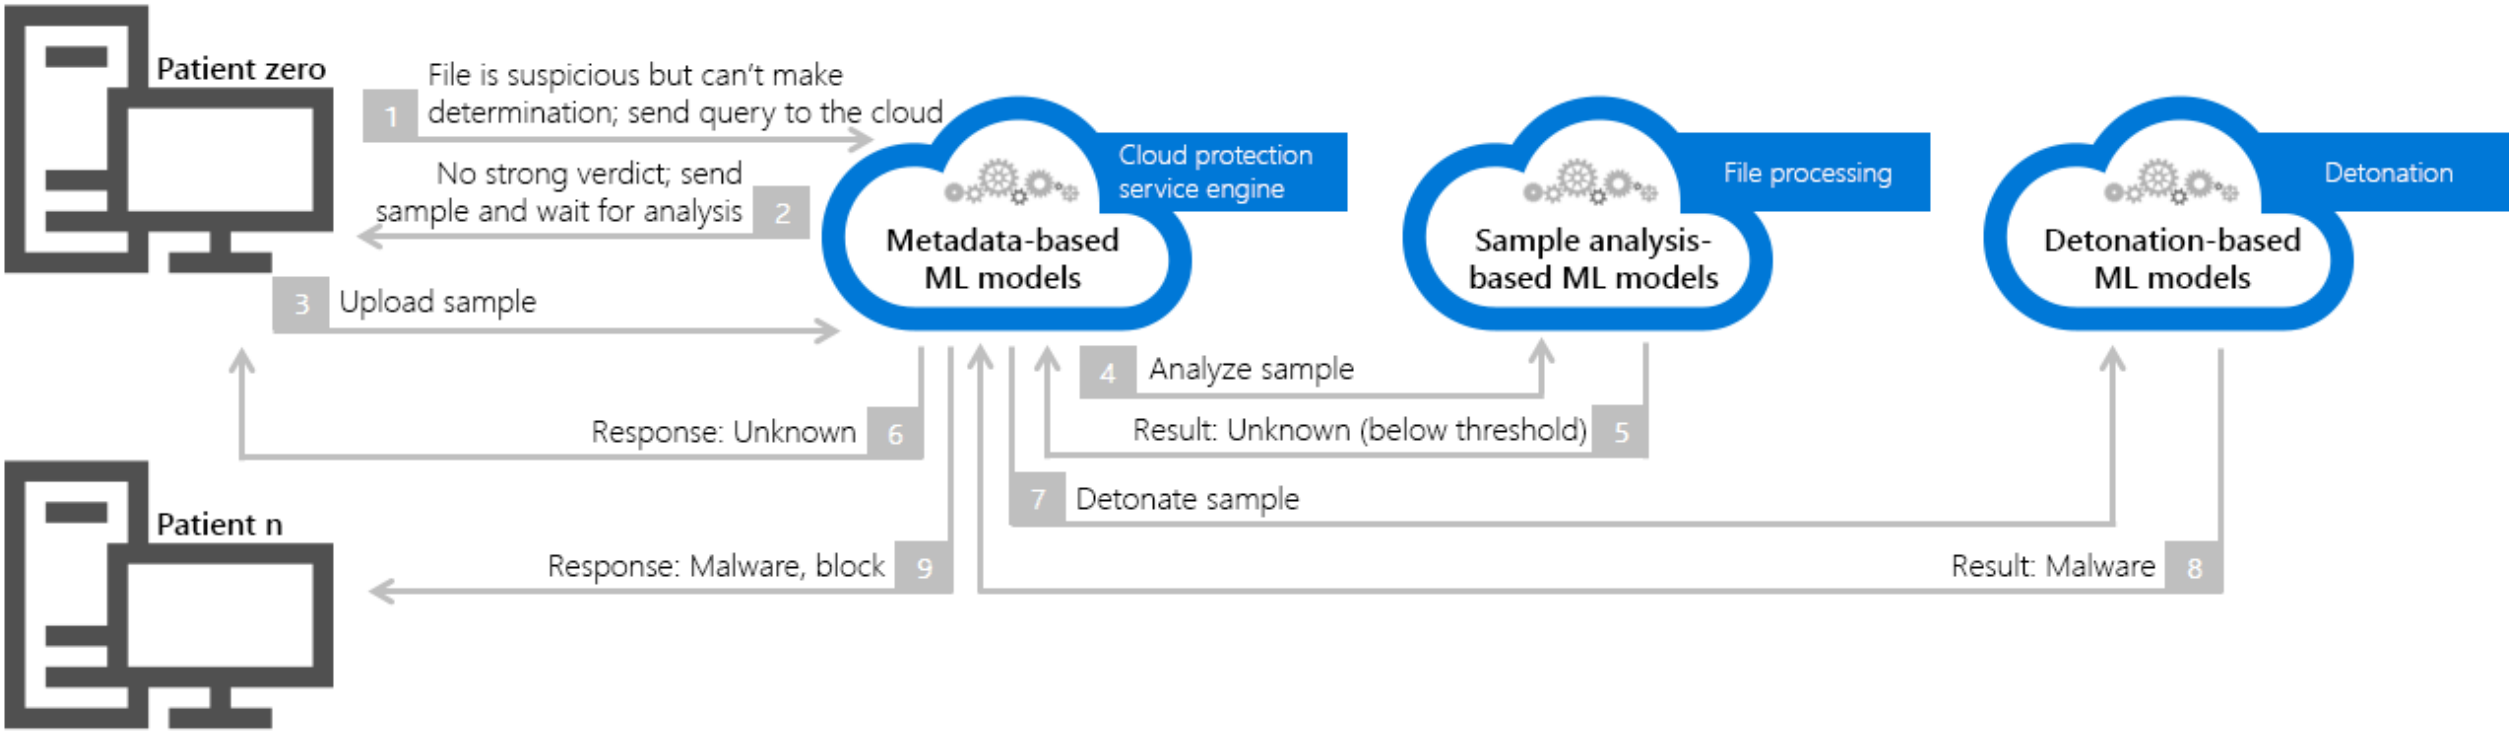 Patient zero
1
File is suspicious but can't make
determination; send query to the cloud
No strong verdict; send
sample and wait for analysis
2
3
Upload sample
Cloud protection
service engine
Metadata-based
ML models
File processing
Sample analysis-
based ML models
Detonation
Detonation-based
ML models
4
Analyze sample
Result: Unknown (below threshold)
5
Response: Unknown
6
7
Detonate sample
Result: Malware
8
Patient n
Response: Malware, block
9